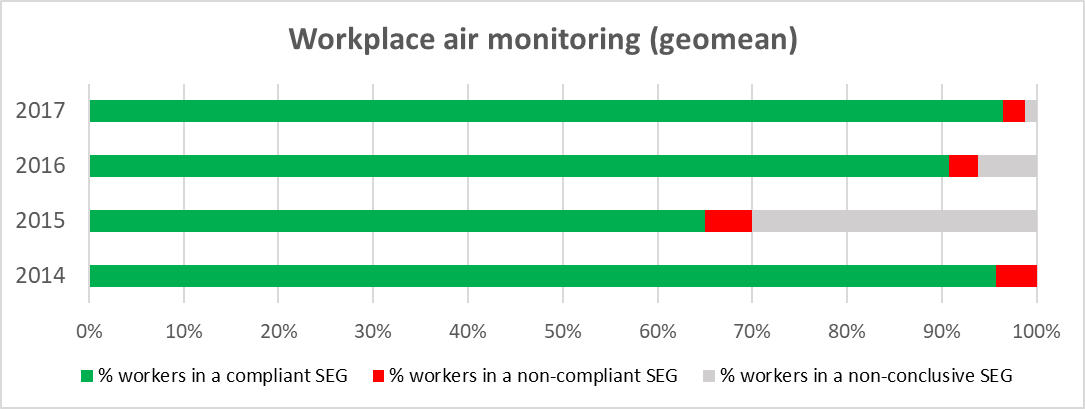 Workplace air monitoring (geomean)
2017
2016
2015
2014
0% 10% 20% 30% 40% 50% 60% 70% 80% 90% 100%
% workers in a compliant SEG % workers in a non-compliant SEG % workers in a non-conclusive SEG